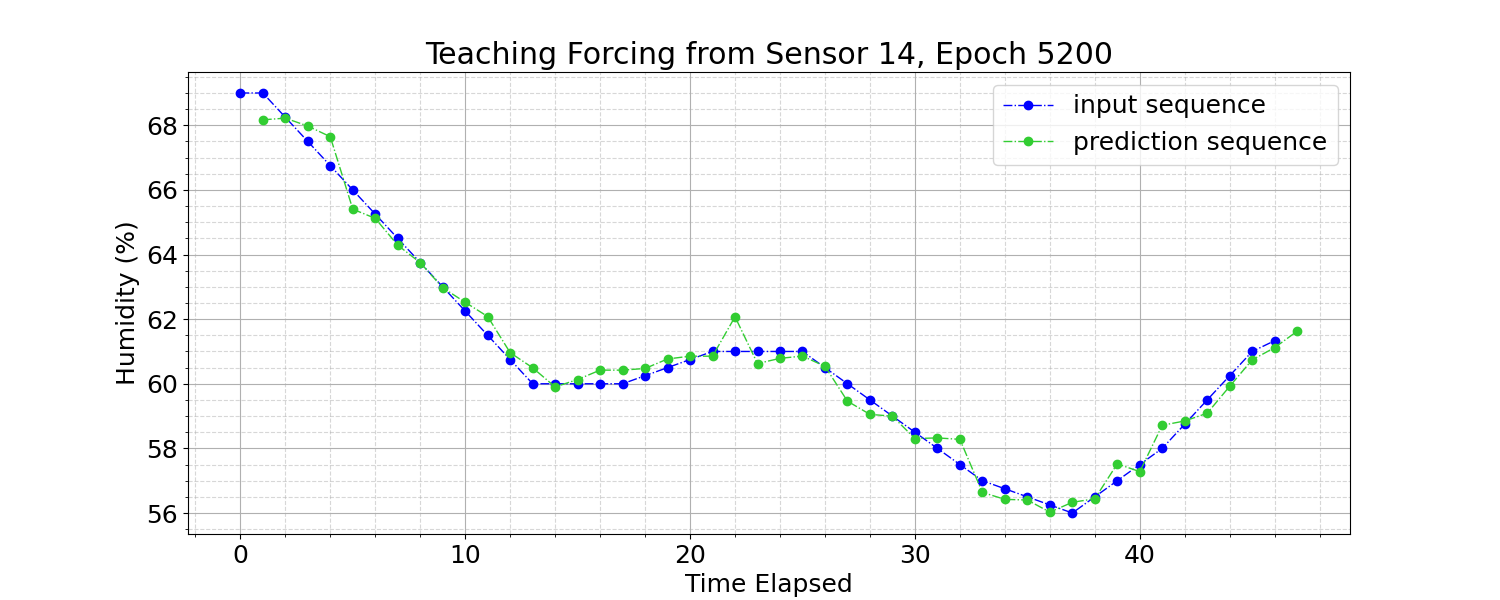 Teaching Forcing from Sensor 14, Epoch 5200
input sequence
prediction sequence
Humidity (%)
68
66
64
62
60
58
56
0 10 20 30 40
Time Elapsed